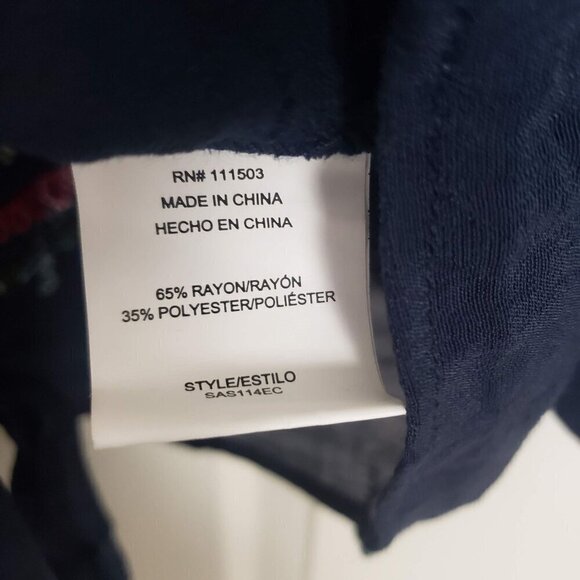 RN# 111503
MADE IN CHINA
HECHO EN CHINA
65% RAYON/RAYÓN
35% POLYESTER/POLIÉSTER
STYLE/ESTILO
SAS114EC